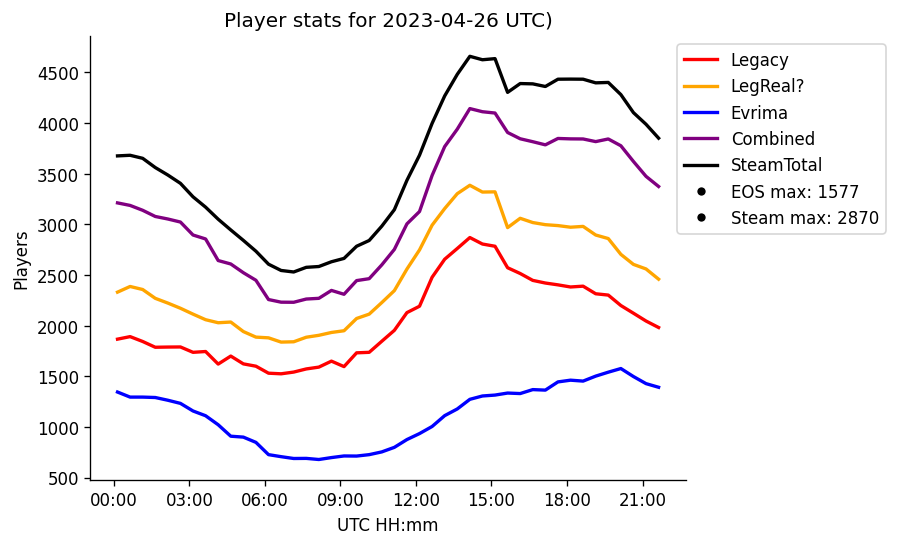 Player stats for 2023-04-26 UTC)
Legacy
LegReal?
Evrima
Combined
SteamTotal
EOS max: 1577
Steam max: 2870
Players
4500
4000
3500
3000
2500
2000
1500
1000
500
00:00 03:00 06:00 09:00 12:00 15:00 18:00 21:00
UTC HH:mm